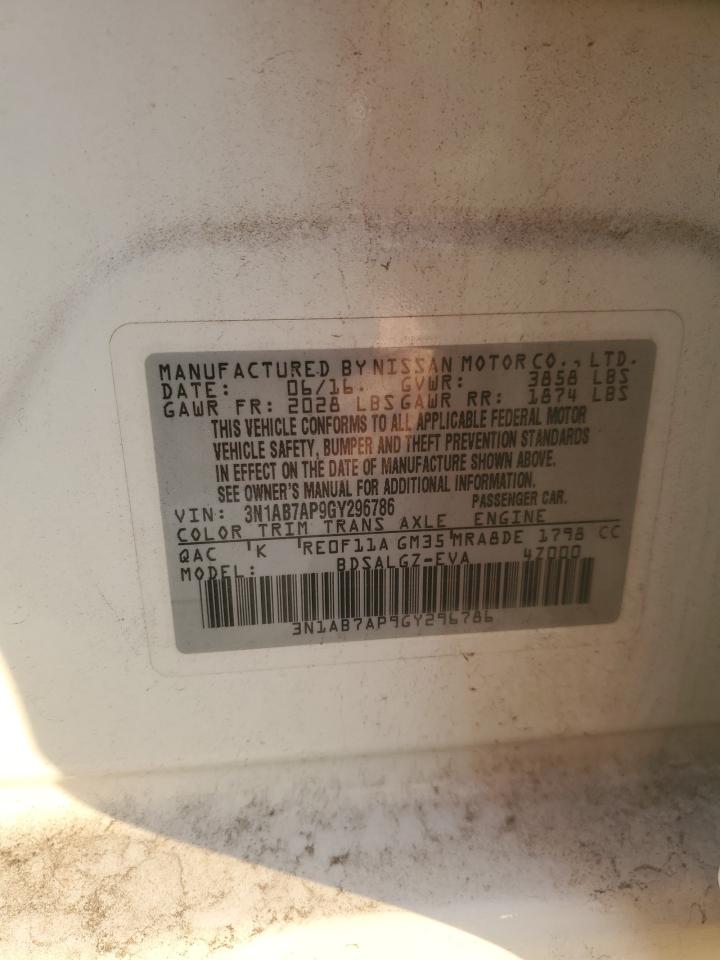 MANUFACTURED BY NISSAN MOTOR CO., LTD.
DATE: 06/16. GVWR: 3858 LBS
GAWR FR: 2028 LBS GAWR RR: 1874 LBS
THIS VEHICLE CONFORMS TO ALL APPLICABLE FEDERAL MOTOR
VEHICLE SAFETY, BUMPER AND THEFT PREVENTION STANDARDS
IN EFFECT ON THE DATE OF MANUFACTURE SHOWN ABOVE.
SEE OWNER'S MANUAL FOR ADDITIONAL INFORMATION.
VIN: 3N1AB7AP9GY296786 PASSENGER CAR.
COLOR TRIM TRANS AXLE ENGINE
QAC K RE0F11A GM35 MRA8DE 1798 CC
MODEL: BDSALGZ-EVA 4Z000
3N1AB7AP9GY296786